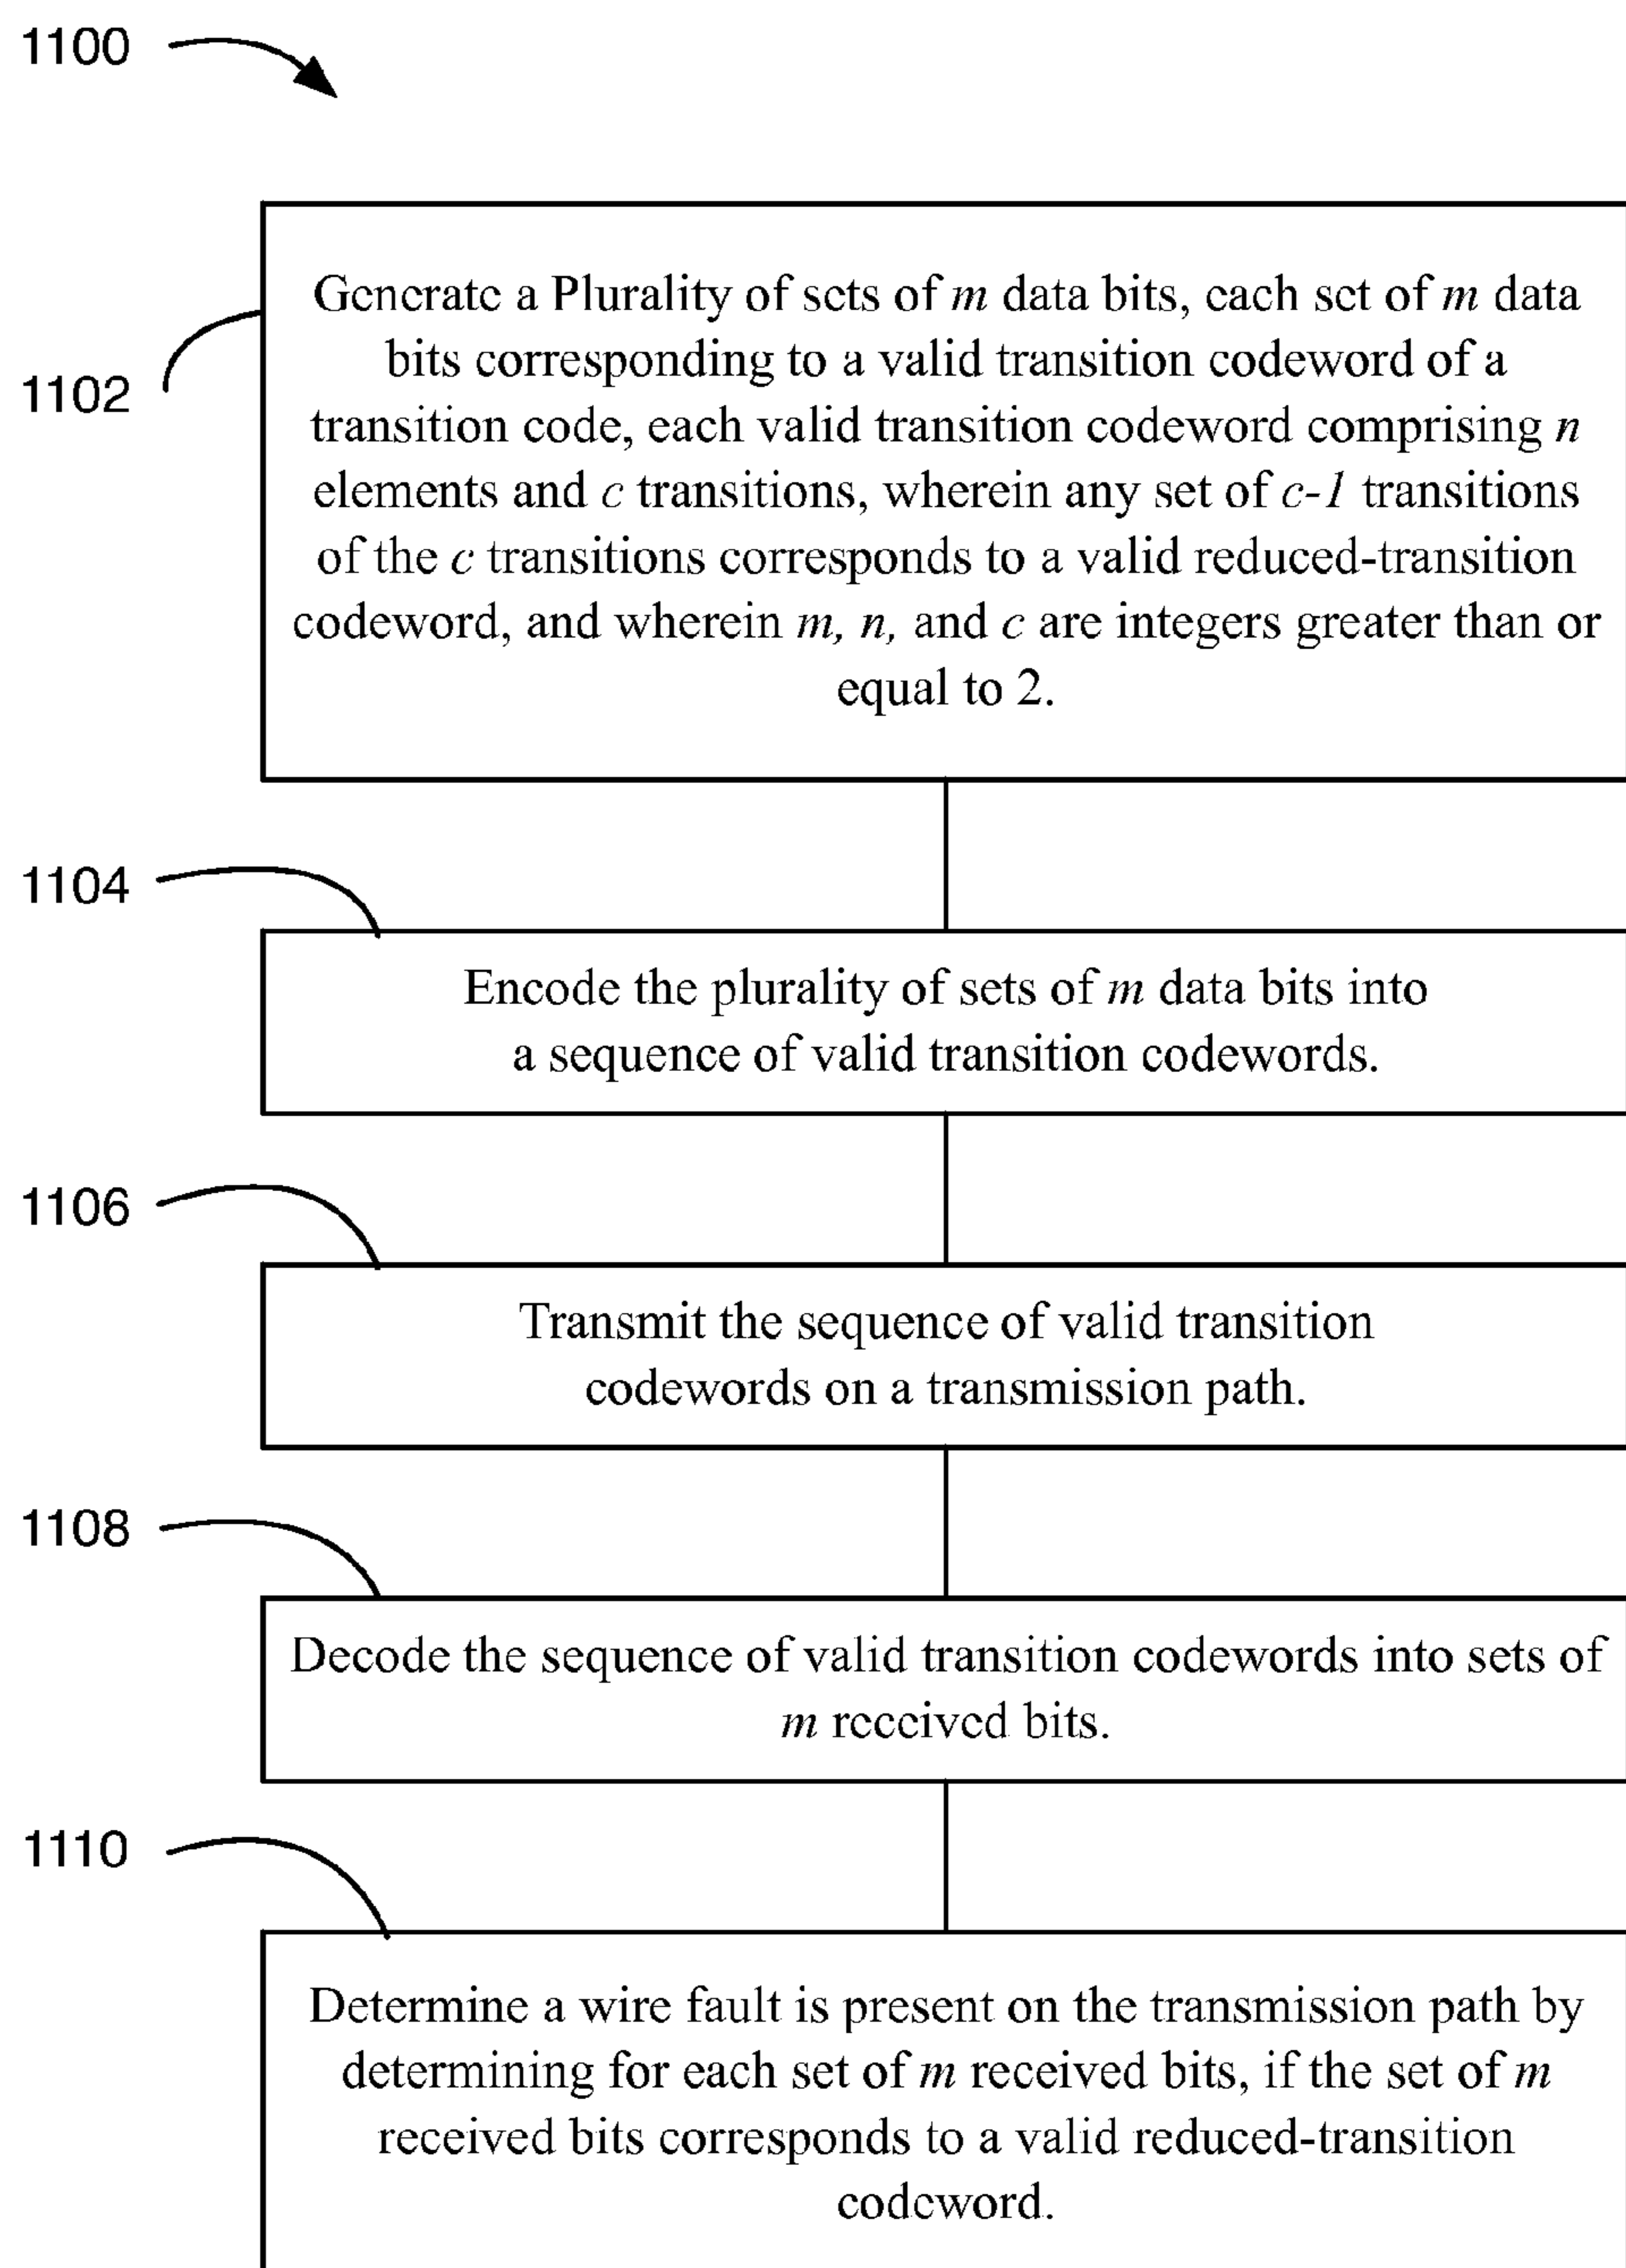 1100
1102
Generate a Plurality of sets of m data bits, each set of m data
bits corresponding to a valid transition codeword of a
transition code, each valid transition codeword comprising n
elements and c transitions, wherein any set of c-1 transitions
of the c transitions corresponds to a valid reduced-transition
codeword, and wherein m, n, and c are integers greater than or
equal to 2.
1104
Encode the plurality of sets of m data bits into
a sequence of valid transition codewords.
1106
Transmit the sequence of valid transition
codewords on a transmission path.
1108
Decode the sequence of valid transition codewords into sets of
m received bits.
1110
Determine a wire fault is present on the transmission path by
determining for each set of m received bits, if the set of m
received bits corresponds to a valid reduced-transition
codeword.